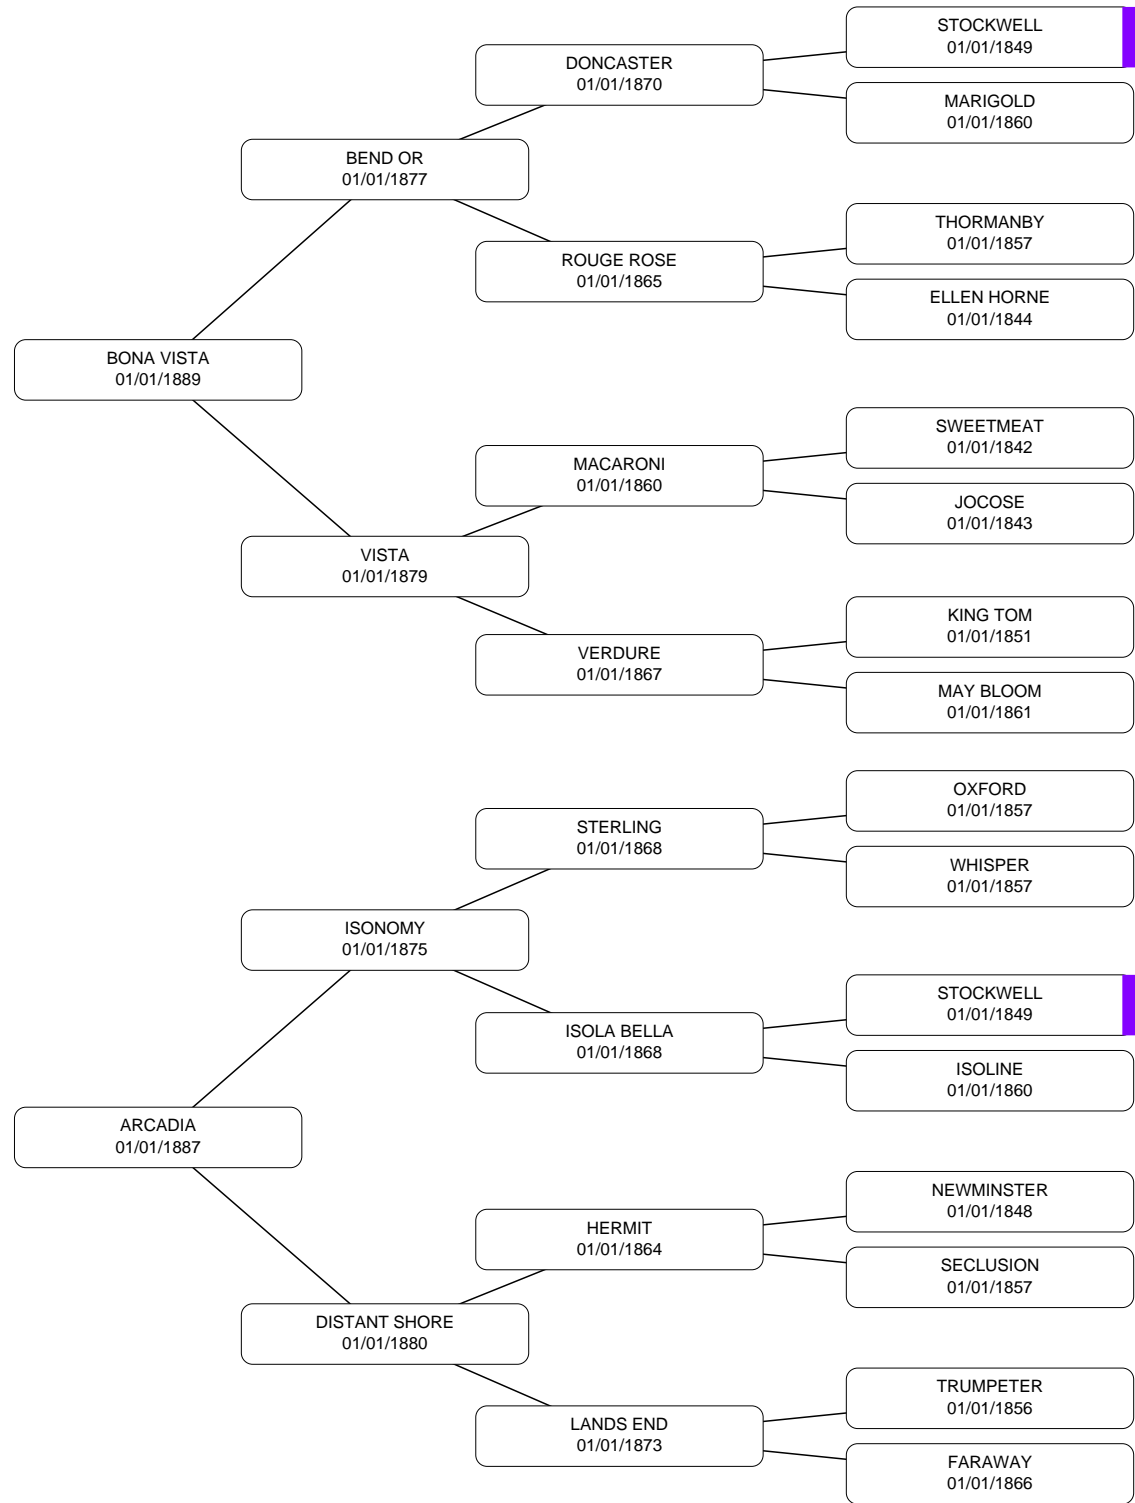 STOCKWELL
01/01/1849
DONCASTER
01/01/1870
MARIGOLD
01/01/1860
BEND OR
01/01/1877
THORMANBY
01/01/1857
ROUGE ROSE
01/01/1865
ELLEN HORNE
01/01/1844
BONA VISTA
01/01/1889
SWEETMEAT
01/01/1842
MACARONI
01/01/1860
JOCOSE
01/01/1843
VISTA
01/01/1879
KING TOM
01/01/1851
VERDURE
01/01/1867
MAY BLOOM
01/01/1861
OXFORD
01/01/1857
STERLING
01/01/1868
WHISPER
01/01/1857
ISONOMY
01/01/1875
STOCKWELL
01/01/1849
ISOLA BELLA
01/01/1868
ISOLINE
01/01/1860
ARCADIA
01/01/1887
NEWMINSTER
01/01/1848
HERMIT
01/01/1864
SECLUSION
01/01/1857
DISTANT SHORE
01/01/1880
TRUMPETER
01/01/1856
LANDS END
01/01/1873
FARAWAY
01/01/1866